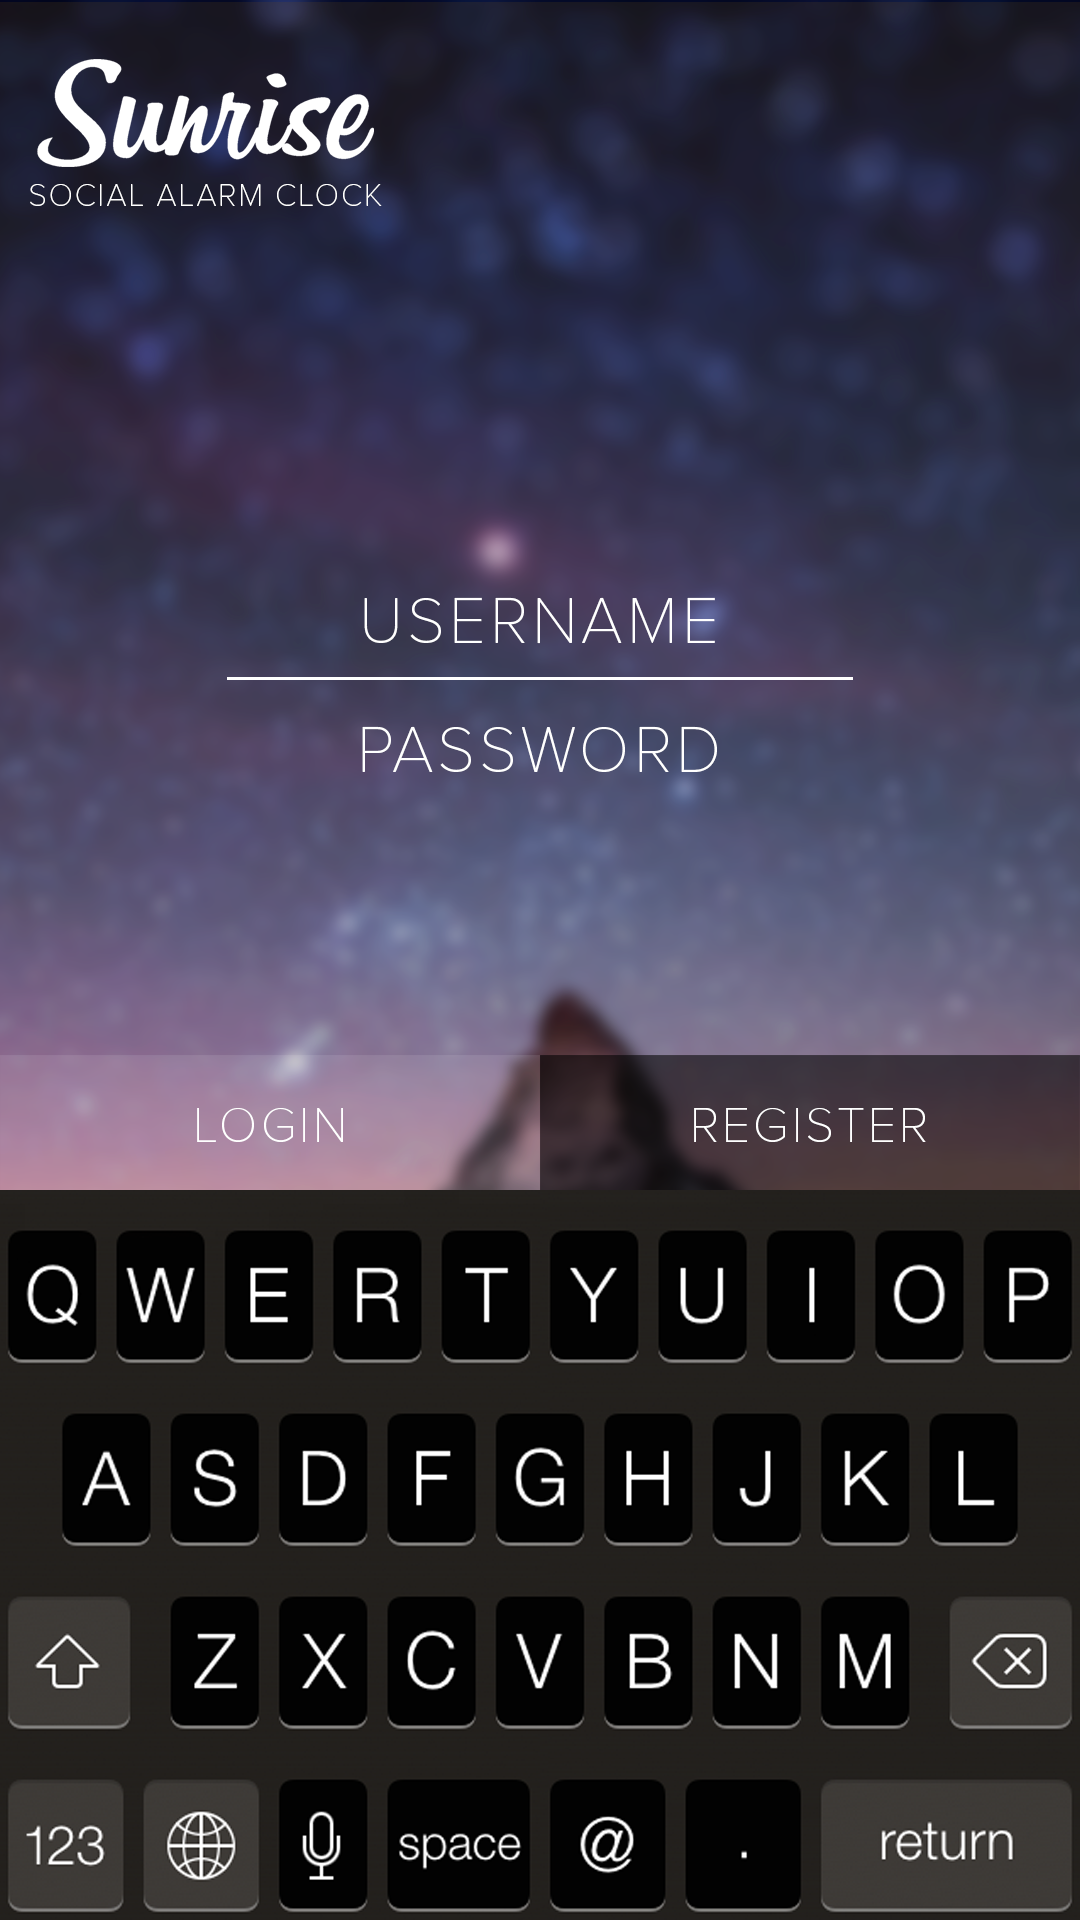 Sunrise
SOCIAL ALARM CLOCK
USERNAME
PASSWORD
LOGIN REGISTER
Q W E R T Y U I O P
A S D F G H J K L
Z X C V B N M
123 space @ . return